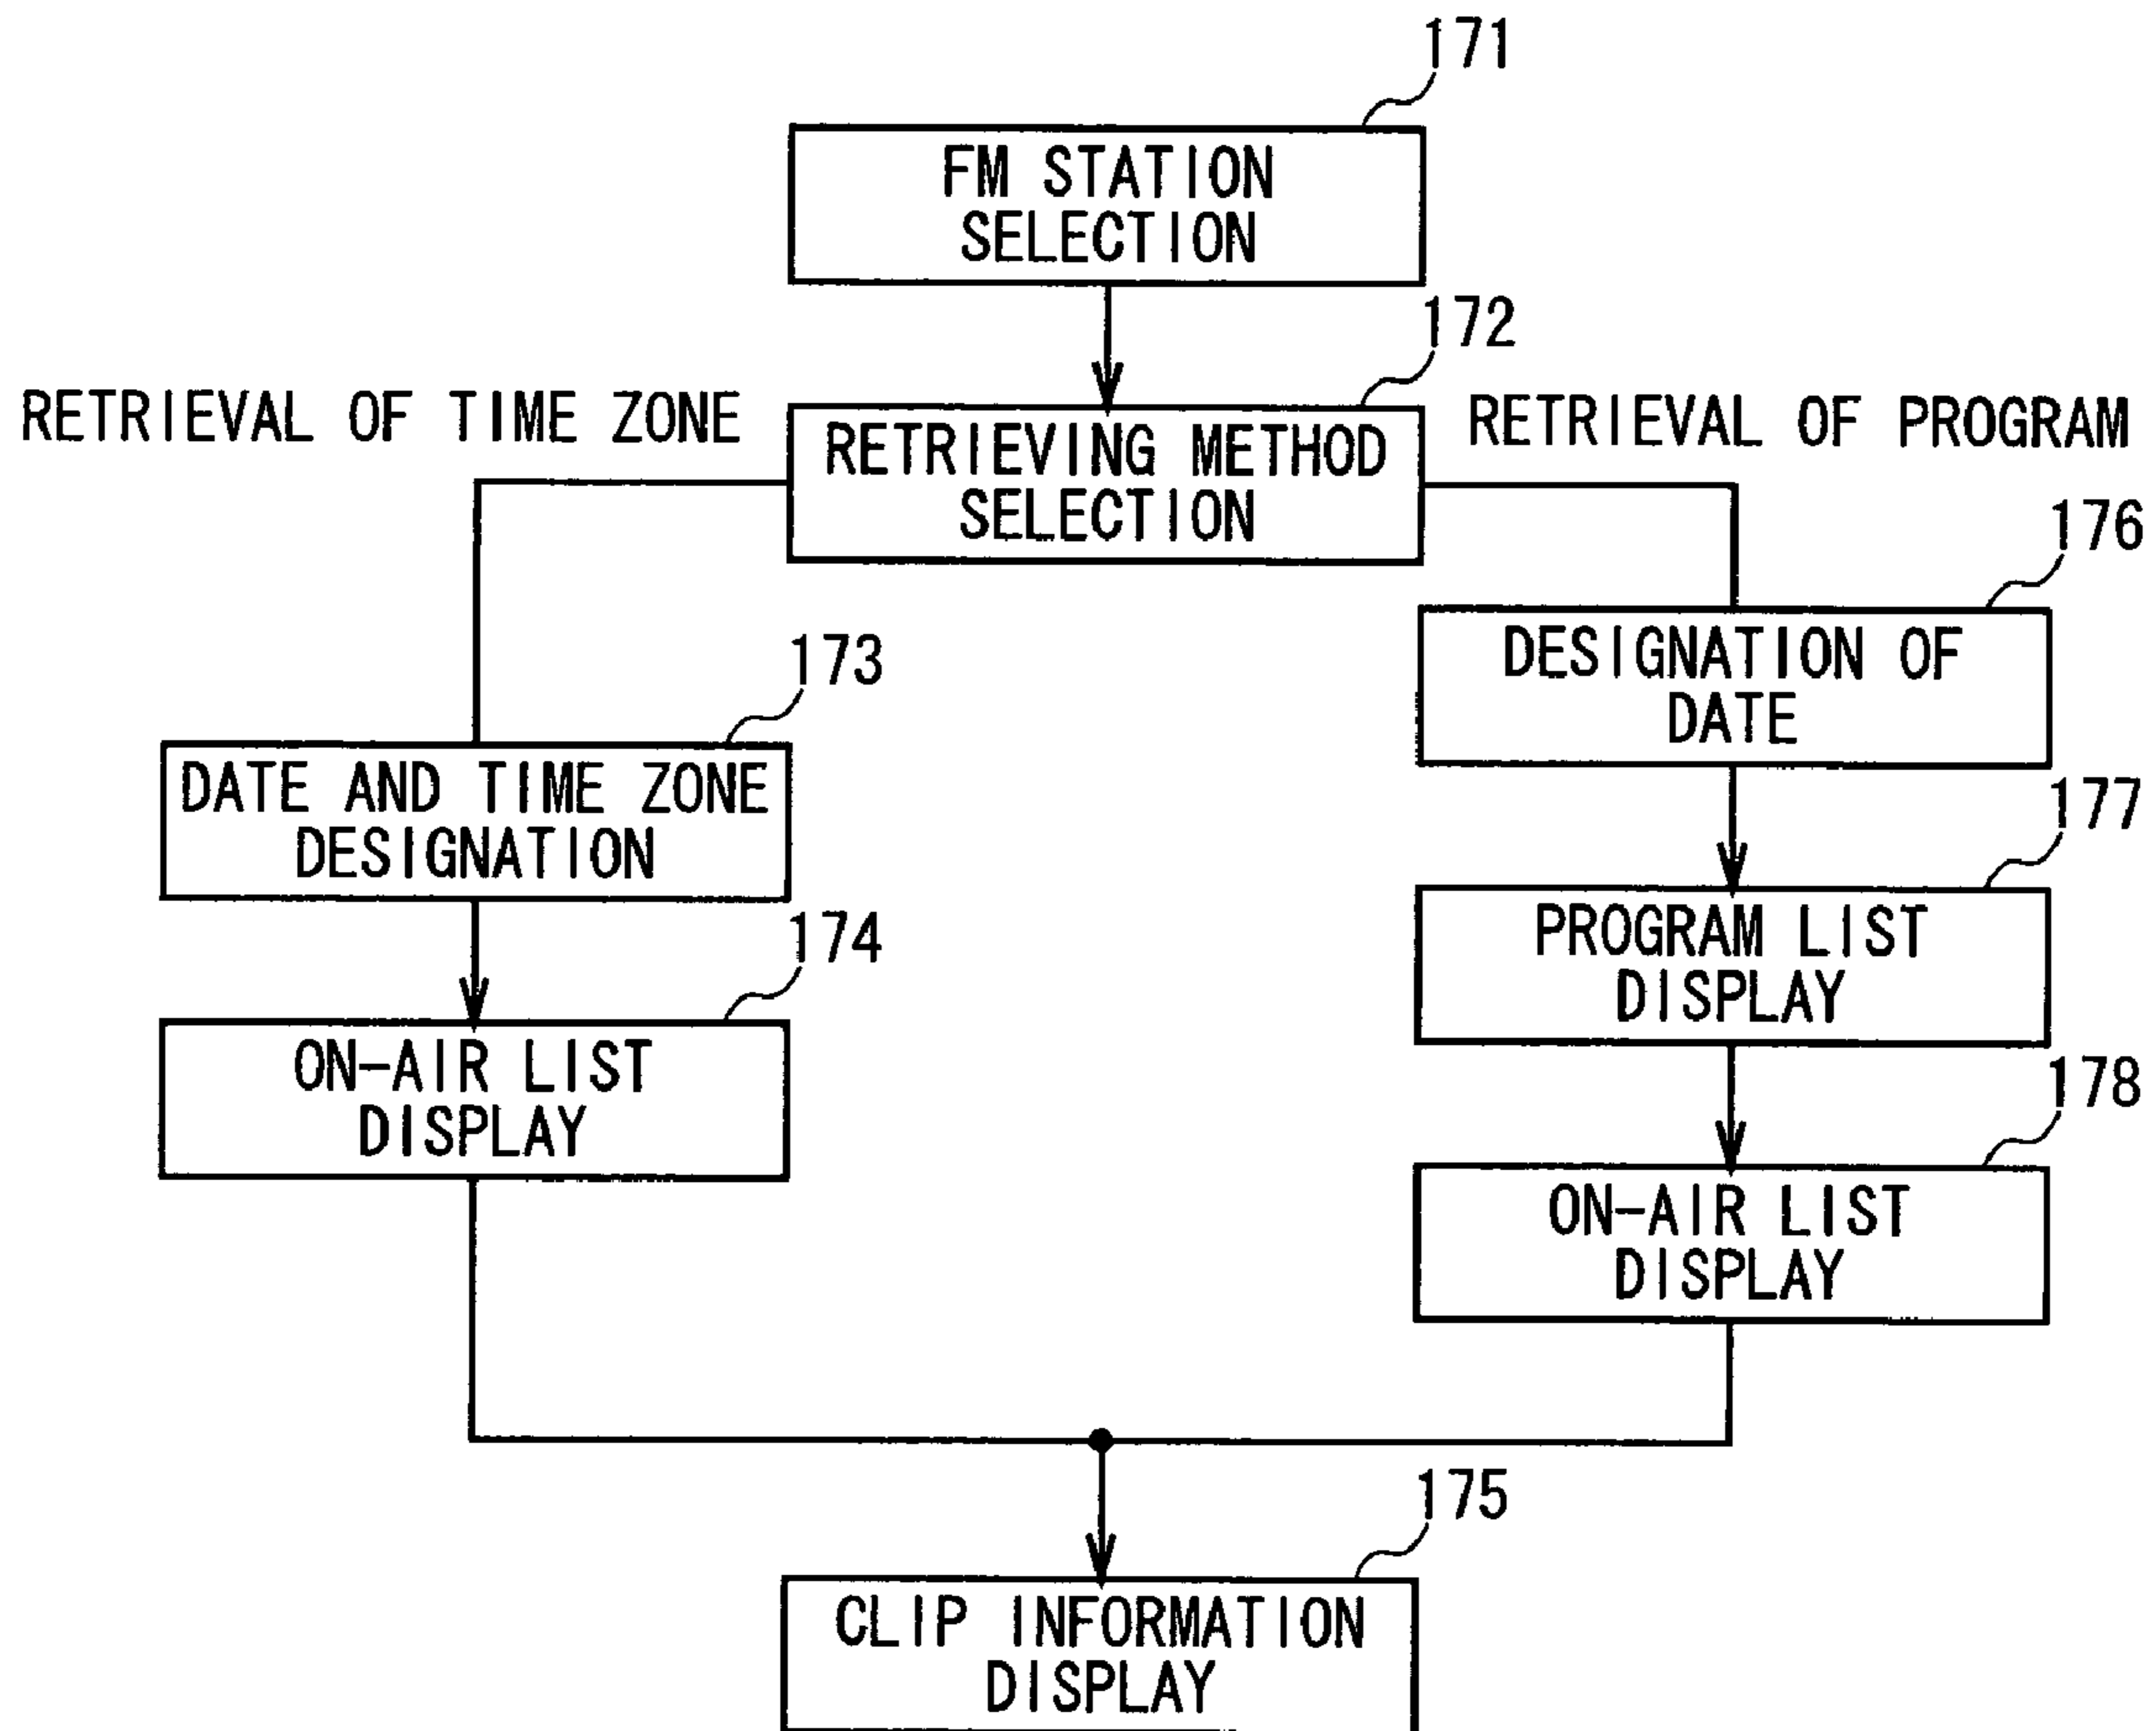 171
FM STATION
SELECTION
172
RETRIEVAL OF TIME ZONE
RETRIEVING METHOD
SELECTION
RETRIEVAL OF PROGRAM
176
DESIGNATION OF
DATE
173
DATE AND TIME ZONE
DESIGNATION
177
PROGRAM LIST
DISPLAY
174
ON-AIR LIST
DISPLAY
178
ON-AIR LIST
DISPLAY
175
CLIP INFORMATION
DISPLAY